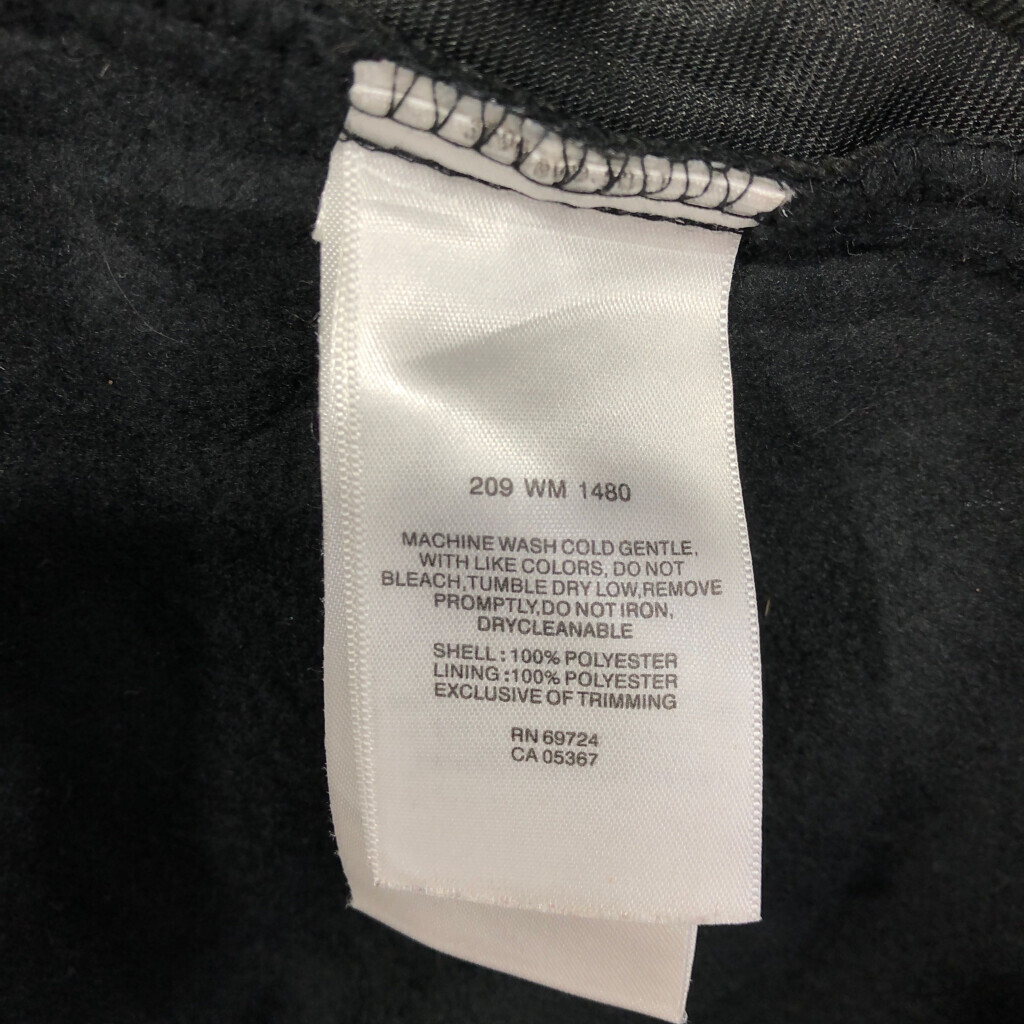 209 WM 1480
MACHINE WASH COLD GENTLE,
WITH LIKE COLORS, DO NOT
BLEACH,TUMBLE DRY LOW,REMOVE
PROMPTLY,DO NOT IRON,
DRYCLEANABLE
SHELL : 100% POLYESTER
LINING :100% POLYESTER
EXCLUSIVE OF TRIMMING
RN 69724
CA 05367